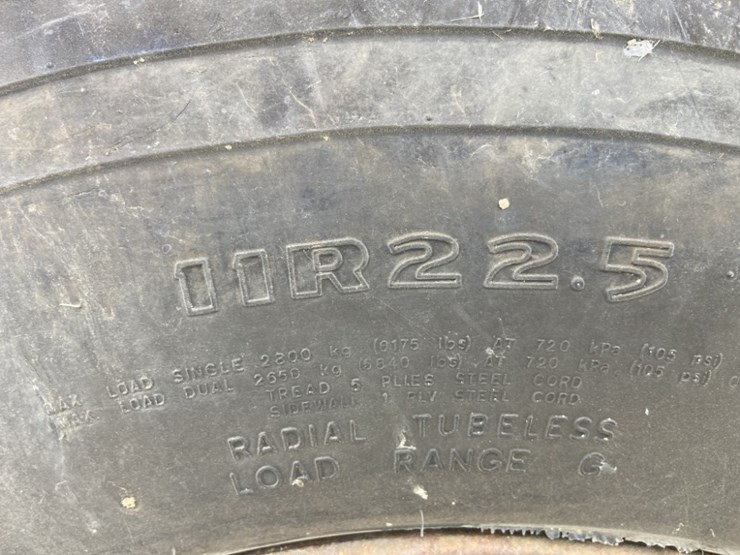 11R22.5
MAX LOAD SINGLE 2800 kg (6175 lbs) AT 720 kPa (105 psi)
MAX LOAD DUAL 2650 kg (5840 lbs) AT 720 kPa (105 psi)
TREAD 5 PLIES STEEL CORD
SIDEWALL 1 PLY STEEL CORD
RADIAL TUBELESS
LOAD RANGE G